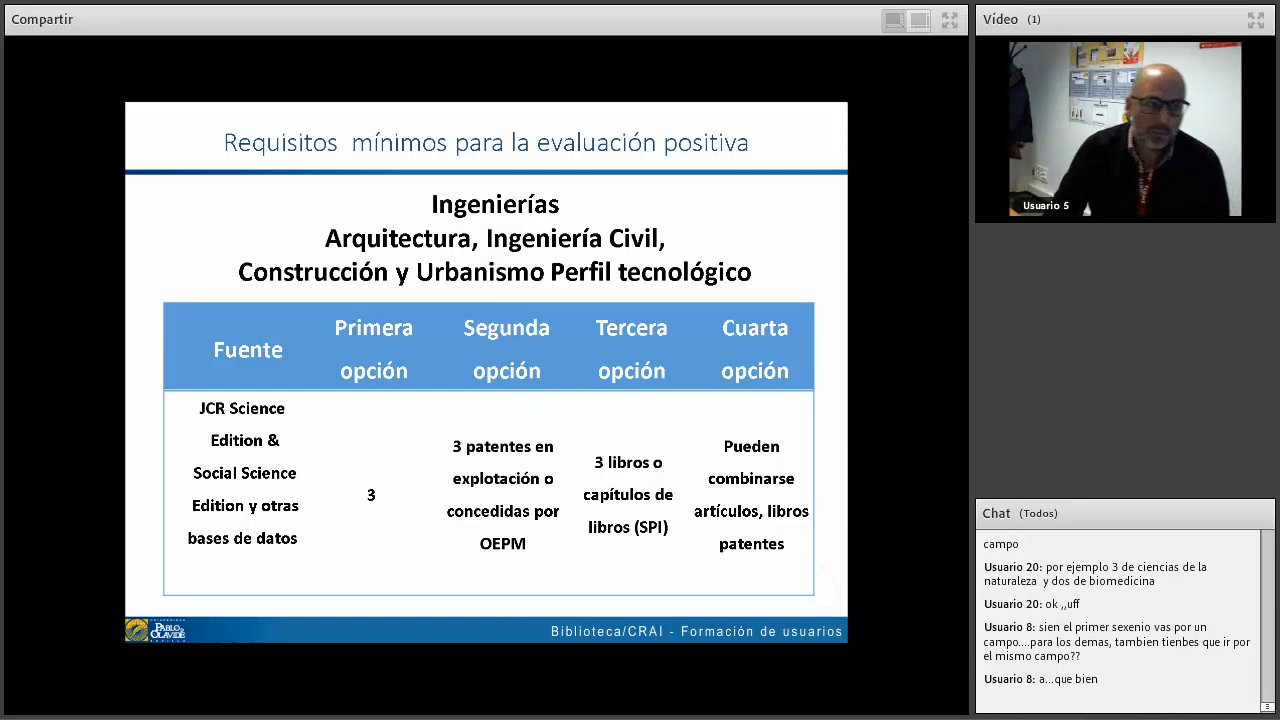 Compartir
Requisitos mínimos para la evaluación positiva
Ingenierías
Arquitectura, Ingeniería Civil,
Construcción y Urbanismo Perfil tecnológico
Fuente
Primera
opción
Segunda
opción
Tercera
opción
Cuarta
opción
JCR Science
Edition &
Social Science
Edition y otras
bases de datos
3
3 patentes en
explotación o
concedidas por
OEPM
3 libros o
capítulos de
libros (SPI)
Pueden
combinarse
artículos, libros
patentes
UNIVERSIDAD
PABLO DE
OLAVIDE
SEVILLA
Biblioteca/CRAI - Formación de usuarios
Vídeo (1)
Usuario 5
Chat (Todos)
campo
Usuario 20: por ejemplo 3 de ciencias de la
naturaleza y dos de biomedicina
Usuario 20: ok ,,uff
Usuario 8: sien el primer sexenio vas por un
campo....para los demas, tambien tienbes que ir por
el mismo campo??
Usuario 8: a...que bien